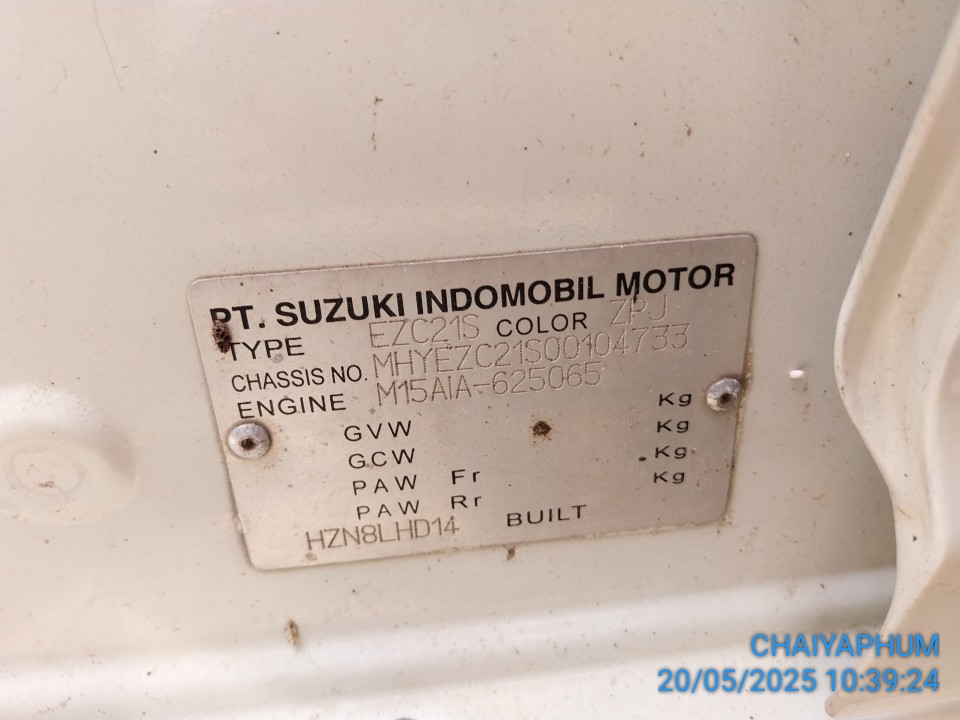 PT. SUZUKI INDOMOBIL MOTOR
TYPE EZC21S COLOR ZPJ
CHASSIS NO. MHYEZC21S00104733
ENGINE M15AIA-625065
GVW Kg
GCW Kg
PAW Fr Kg
PAW Rr Kg
HZN8LHD14 BUILT
CHAIYAPHUM
20/05/2025 10:39:24